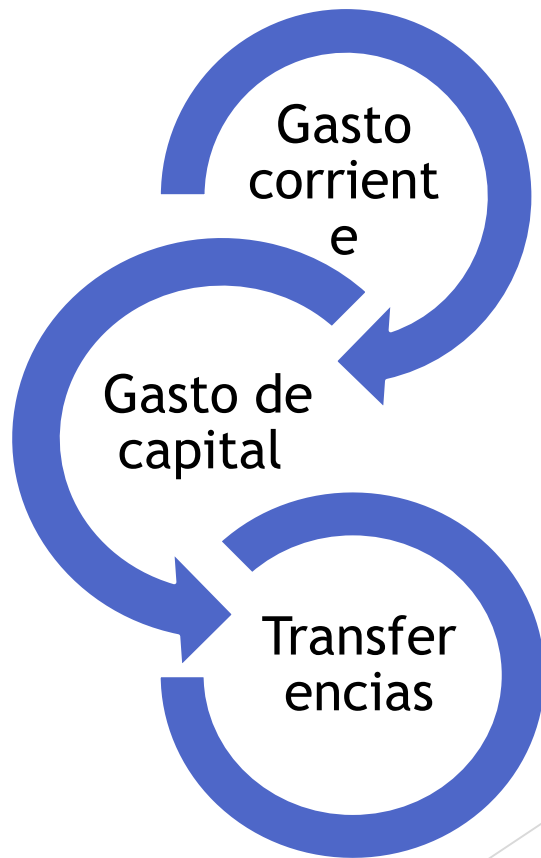 Gasto
corrient
e
Gasto de
capital
Transfer
encias